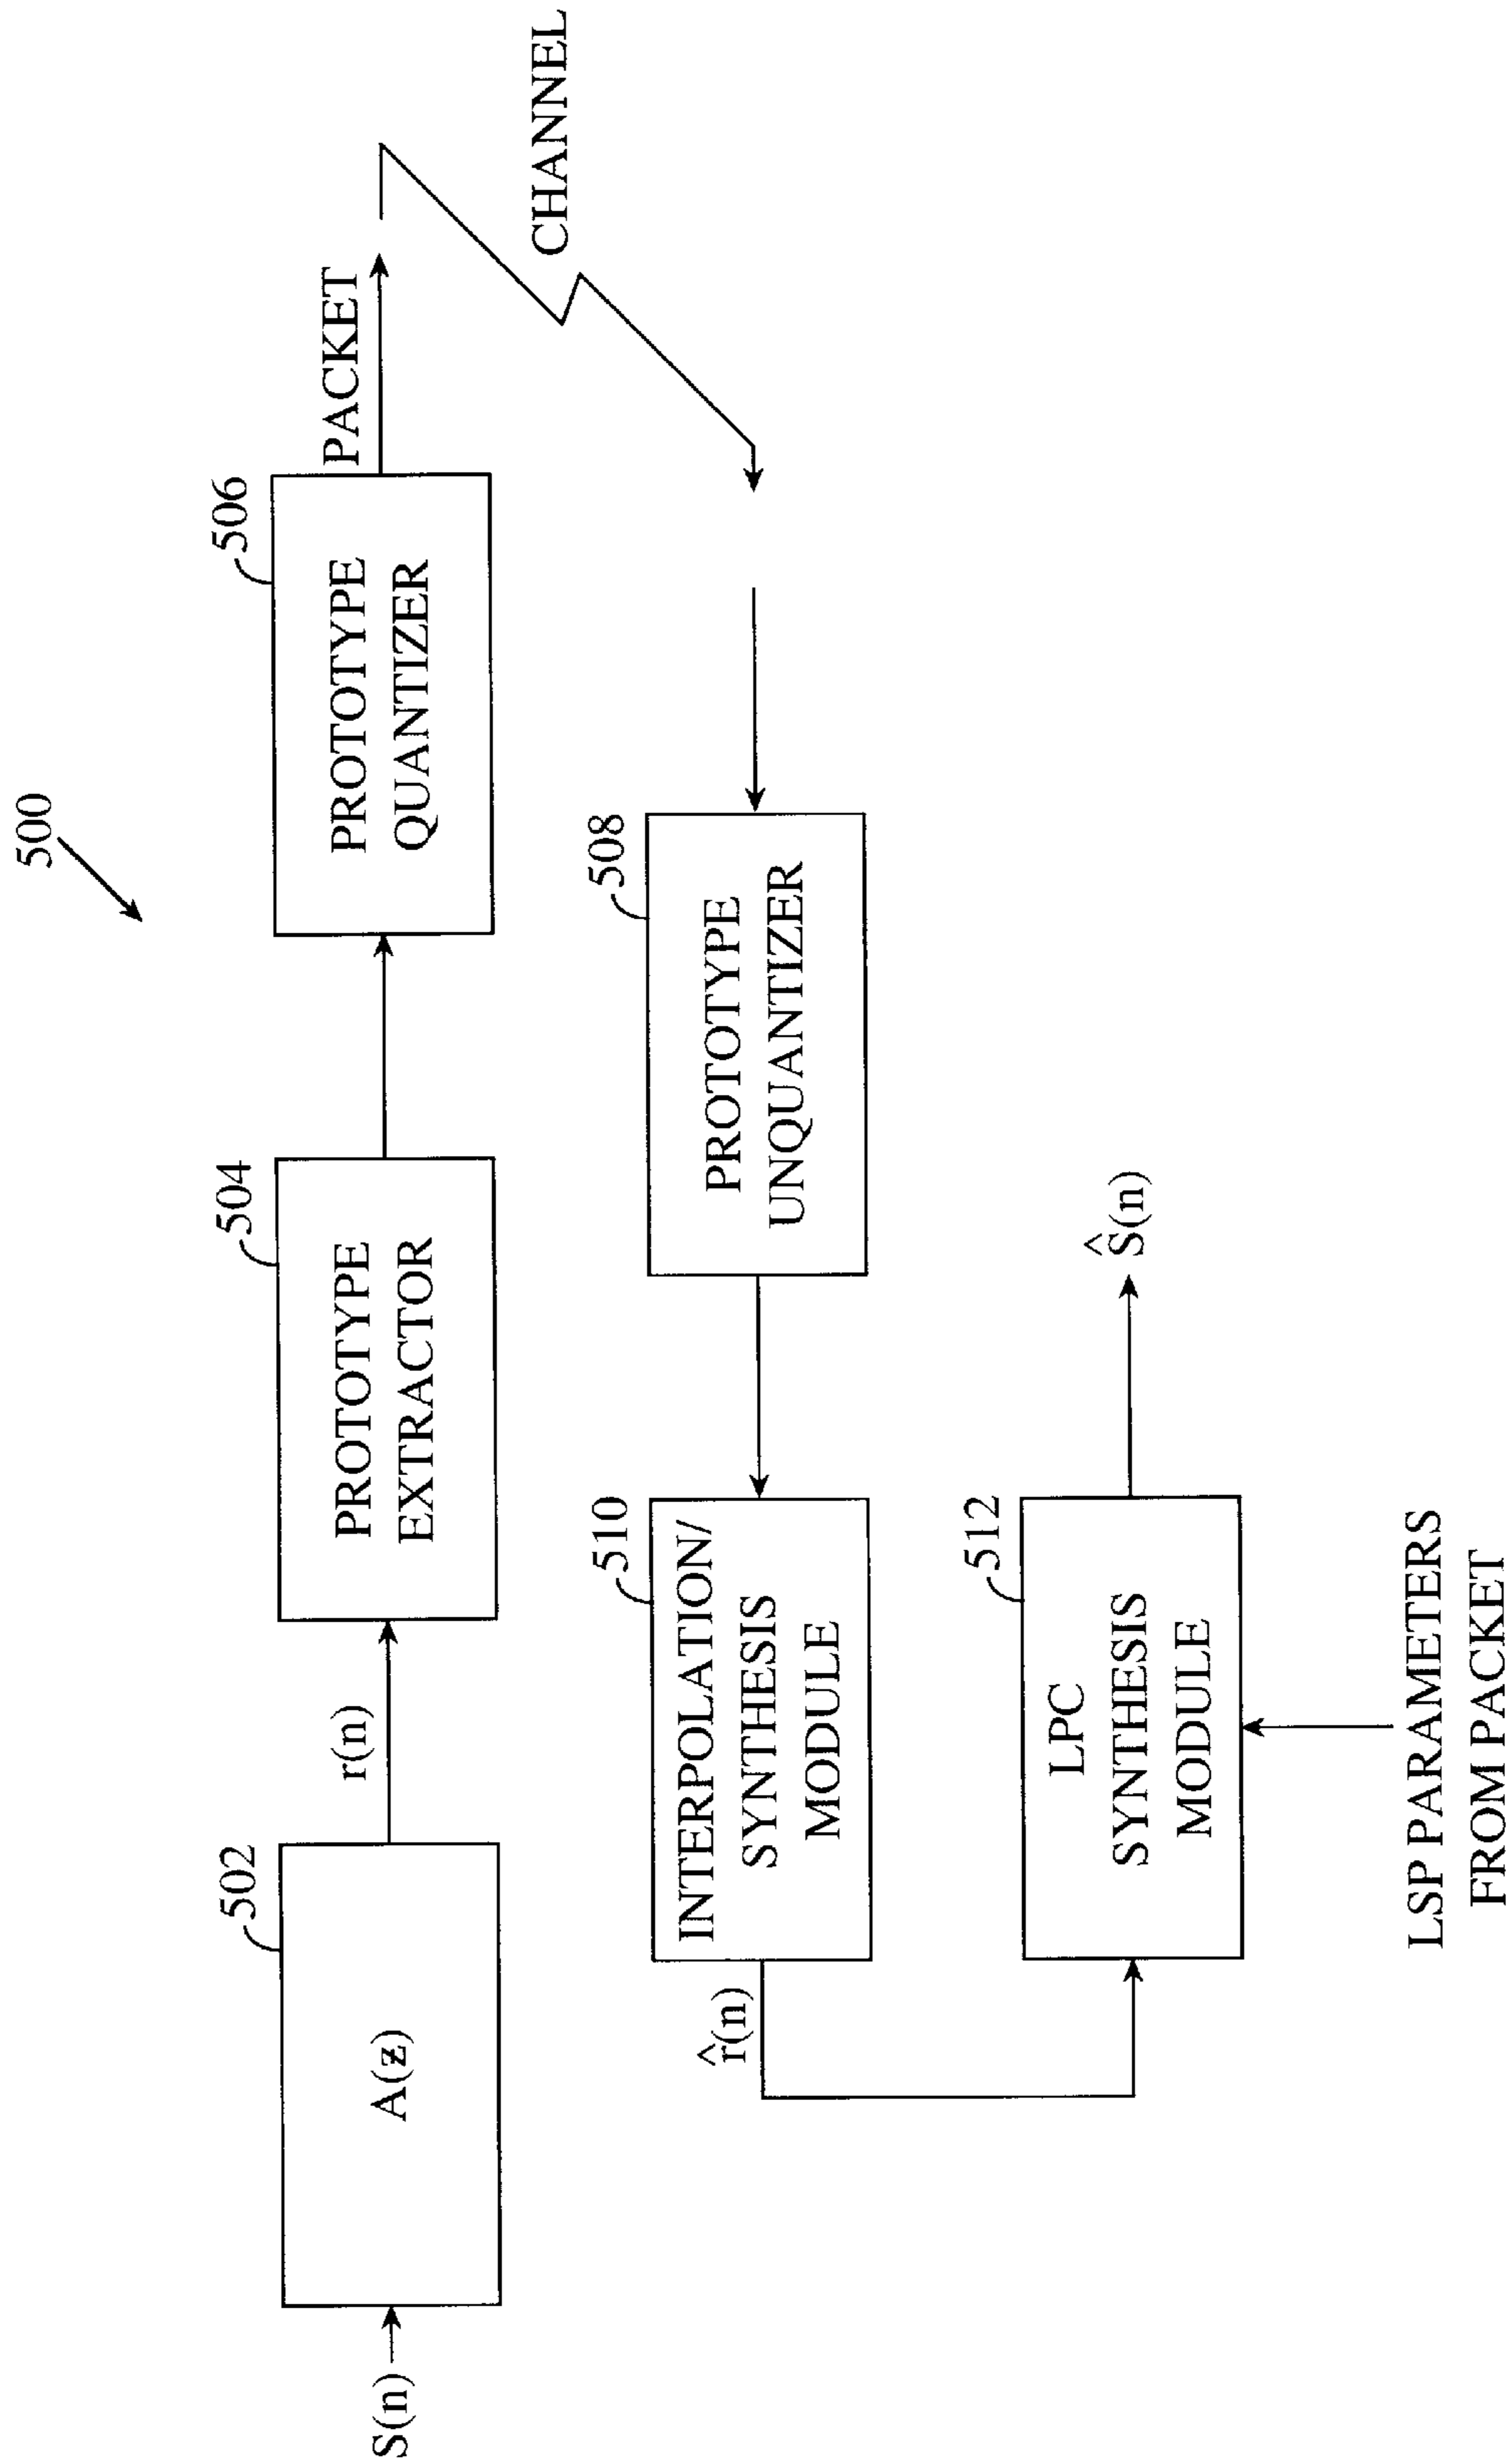 500
S(n)
502
A(z)
r(n)
504
PROTOTYPE
EXTRACTOR
506
PROTOTYPE
QUANTIZER
PACKET
CHANNEL
508
PROTOTYPE
UNQUANTIZER
510
INTERPOLATION/
SYNTHESIS
MODULE
r̂(n)
512
LPC
SYNTHESIS
MODULE
Ŝ(n)
LSP PARAMETERS
FROM PACKET